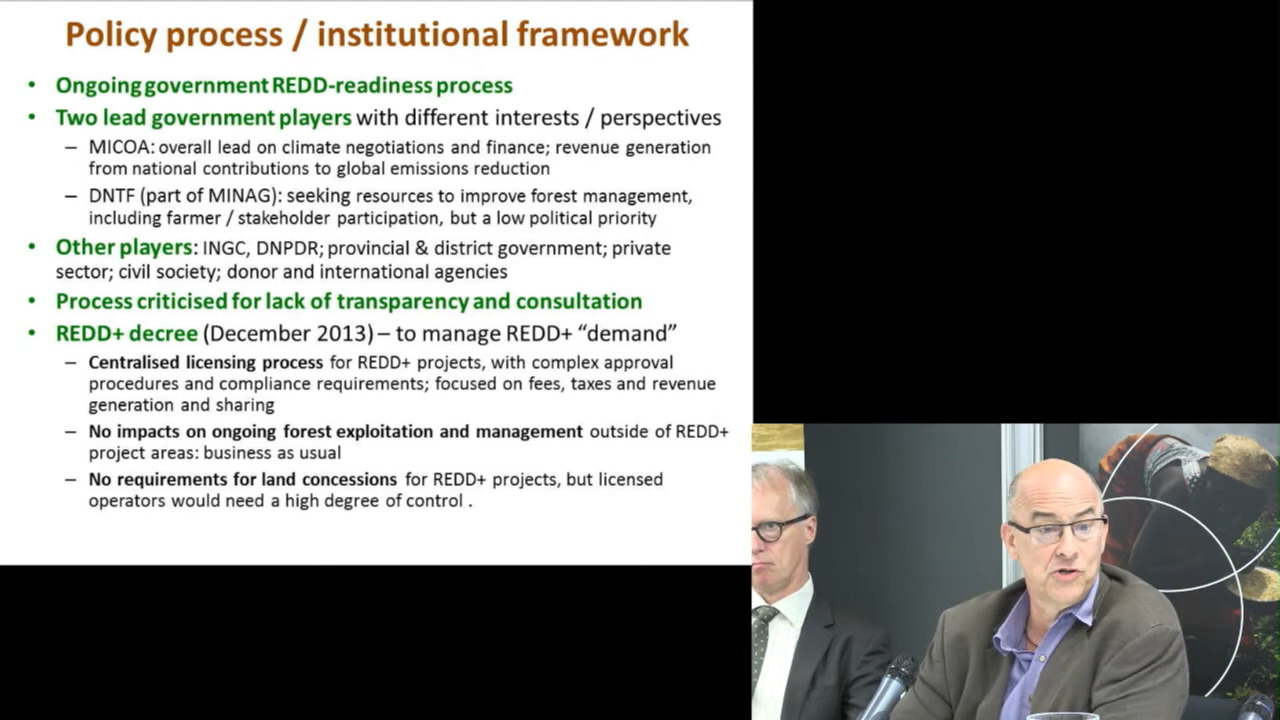 Policy process / institutional framework
• Ongoing government REDD-readiness process
• Two lead government players with different interests / perspectives
– MICOA: overall lead on climate negotiations and finance; revenue generation
from national contributions to global emissions reduction
– DNTF (part of MINAG): seeking resources to improve forest management,
including farmer / stakeholder participation, but a low political priority
• Other players: INGC, DNPDR; provincial & district government; private
sector; civil society; donor and international agencies
• Process criticised for lack of transparency and consultation
• REDD+ decree (December 2013) – to manage REDD+ “demand”
– Centralised licensing process for REDD+ projects, with complex approval
procedures and compliance requirements; focused on fees, taxes and revenue
generation and sharing
– No impacts on ongoing forest exploitation and management outside of REDD+
project areas: business as usual
– No requirements for land concessions for REDD+ projects, but licensed
operators would need a high degree of control .